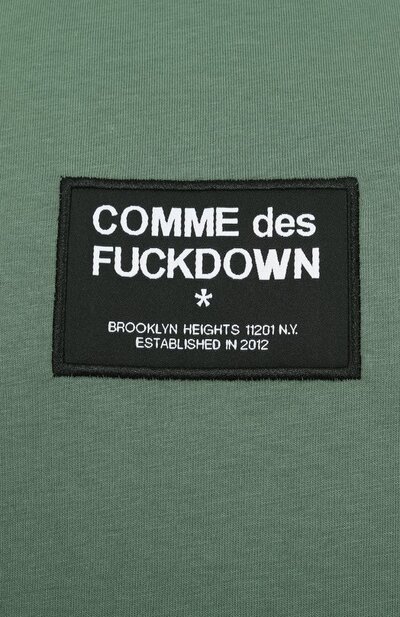 COMME des
FUCKDOWN
*
BROOKLYN HEIGHTS 11201 N.Y.
ESTABLISHED IN 2012